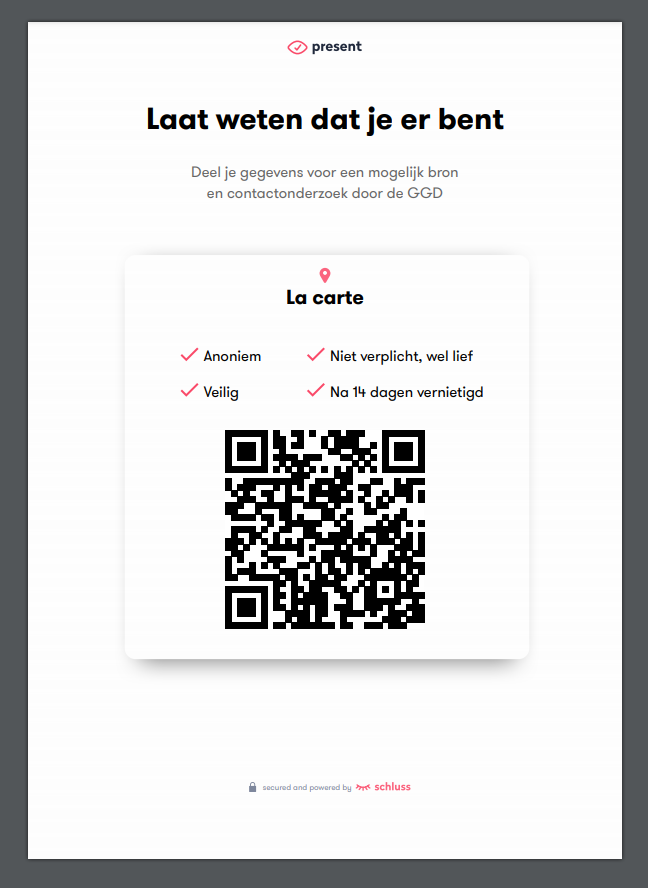 present
Laat weten dat je er bent
Deel je gegevens voor een mogelijk bron
en contactonderzoek door de GGD
La carte
Anoniem
Niet verplicht, wel lief
Veilig
Na 14 dagen vernietigd
secured and powered by schluss